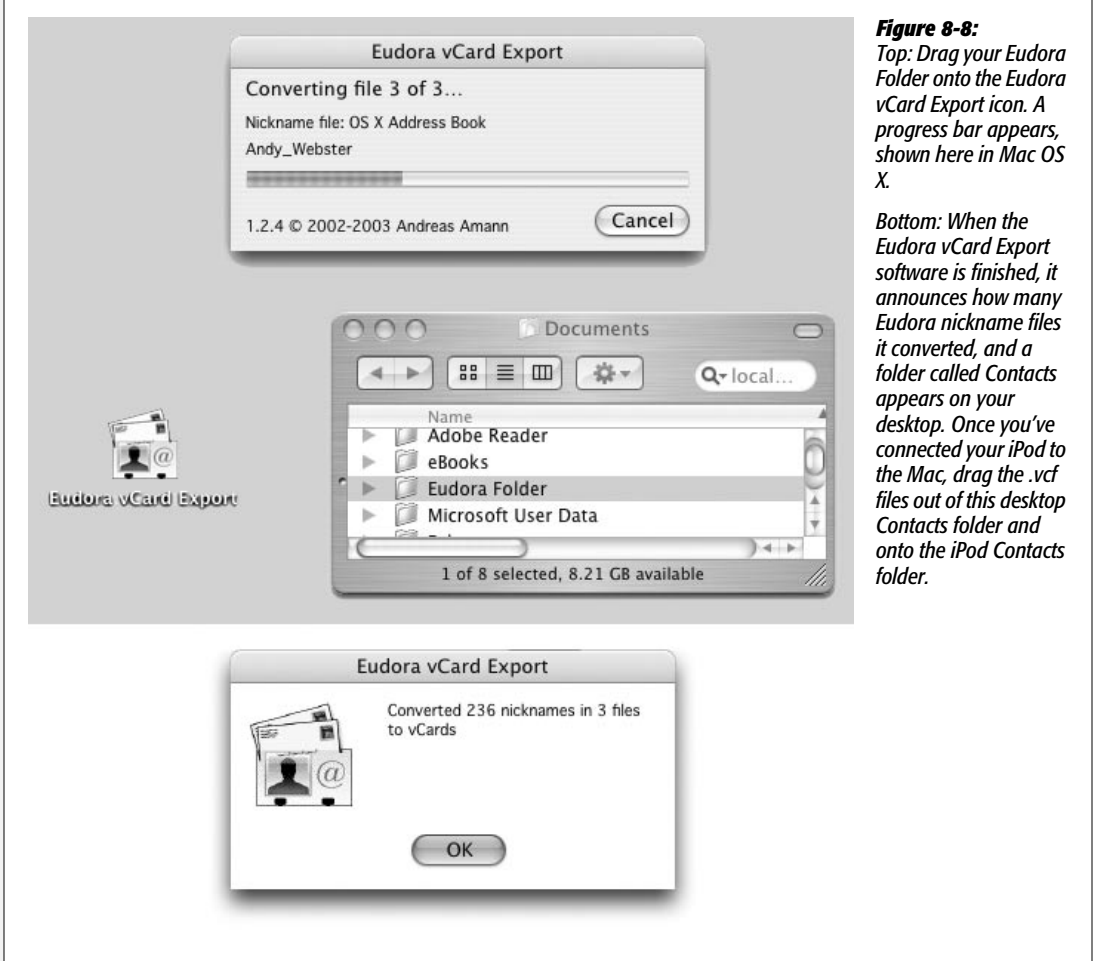 Eudora vCard Export
Converting file 3 of 3...
Nickname file: OS X Address Book
Andy_Webster
1.2.4 © 2002-2003 Andreas Amann
Cancel
Eudora vCard Export
Documents
local...
Name
Adobe Reader
eBooks
Eudora Folder
Microsoft User Data
1 of 8 selected, 8.21 GB available
Eudora vCard Export
Converted 236 nicknames in 3 files
to vCards
OK
Figure 8-8:
Top: Drag your Eudora
Folder onto the Eudora
vCard Export icon. A
progress bar appears,
shown here in Mac OS
X.
Bottom: When the
Eudora vCard Export
software is finished, it
announces how many
Eudora nickname files
it converted, and a
folder called Contacts
appears on your
desktop. Once you've
connected your iPod to
the Mac, drag the .vcf
files out of this desktop
Contacts folder and
onto the iPod Contacts
folder.